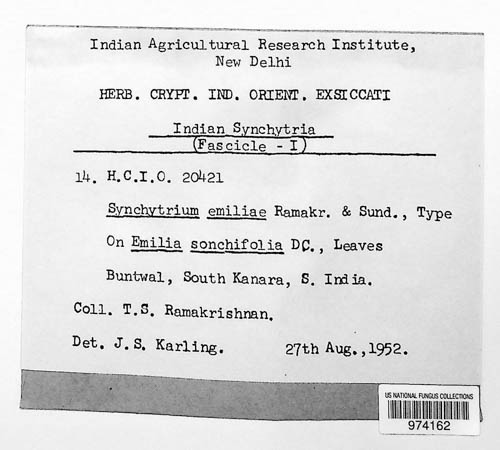 Indian Agricultural Research Institute,
New Delhi
HERB. CRYPT. IND. ORIENT. EXSICCATI
Indian Synchytria
(Fascicle - I)
14. H.C.I.O. 20421
Synchytrium emiliae Ramakr. & Sund., Type
On Emilia sonchifolia DC., Leaves
Buntwal, South Kanara, S. India.
Coll. T.S. Ramakrishnan.
Det. J.S. Karling. 27th Aug.,1952.
US NATIONAL FUNGUS COLLECTIONS
974162